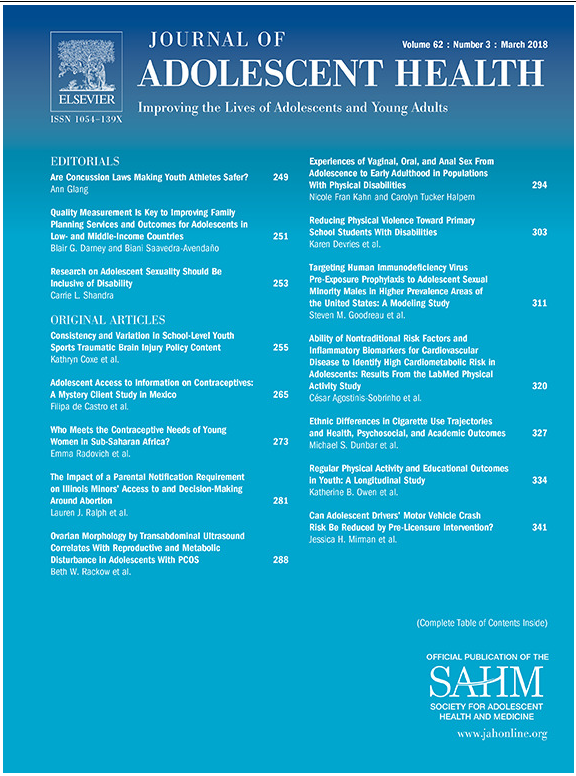 JOURNAL OF
Volume 62 : Number 3 : March 2018
ADOLESCENT HEALTH
ELSEVIER
Improving the Lives of Adolescents and Young Adults
ISSN 1054–139X
EDITORIALS
Are Concussion Laws Making Youth Athletes Safer? 249
Ann Glang
Quality Measurement Is Key to Improving Family
Planning Services and Outcomes for Adolescents in
Low- and Middle-Income Countries 251
Blair G. Darney and Biani Saavedra-Avendaño
Research on Adolescent Sexuality Should Be
Inclusive of Disability 253
Carrie L. Shandra
ORIGINAL ARTICLES
Consistency and Variation in School-Level Youth
Sports Traumatic Brain Injury Policy Content 255
Kathryn Coxe et al.
Adolescent Access to Information on Contraceptives:
A Mystery Client Study in Mexico 265
Filipa de Castro et al.
Who Meets the Contraceptive Needs of Young
Women in Sub-Saharan Africa? 273
Emma Radovich et al.
The Impact of a Parental Notification Requirement
on Illinois Minors' Access to and Decision-Making
Around Abortion 281
Lauren J. Ralph et al.
Ovarian Morphology by Transabdominal Ultrasound
Correlates With Reproductive and Metabolic
Disturbance in Adolescents With PCOS 288
Beth W. Rackow et al.
Experiences of Vaginal, Oral, and Anal Sex From
Adolescence to Early Adulthood in Populations
With Physical Disabilities 294
Nicole Fran Kahn and Carolyn Tucker Halpern
Reducing Physical Violence Toward Primary
School Students With Disabilities 303
Karen Devries et al.
Targeting Human Immunodeficiency Virus
Pre-Exposure Prophylaxis to Adolescent Sexual
Minority Males in Higher Prevalence Areas of
the United States: A Modeling Study 311
Steven M. Goodreau et al.
Ability of Nontraditional Risk Factors and
Inflammatory Biomarkers for Cardiovascular
Disease to Identify High Cardiometabolic Risk in
Adolescents: Results From the LabMed Physical
Activity Study 320
César Agostinis-Sobrinho et al.
Ethnic Differences in Cigarette Use Trajectories
and Health, Psychosocial, and Academic Outcomes 327
Michael S. Dunbar et al.
Regular Physical Activity and Educational Outcomes
in Youth: A Longitudinal Study 334
Katherine B. Owen et al.
Can Adolescent Drivers' Motor Vehicle Crash
Risk Be Reduced by Pre-Licensure Intervention? 341
Jessica H. Mirman et al.
(Complete Table of Contents Inside)
OFFICIAL PUBLICATION OF THE
SAHM
SOCIETY FOR ADOLESCENT
HEALTH AND MEDICINE
www.jahonline.org